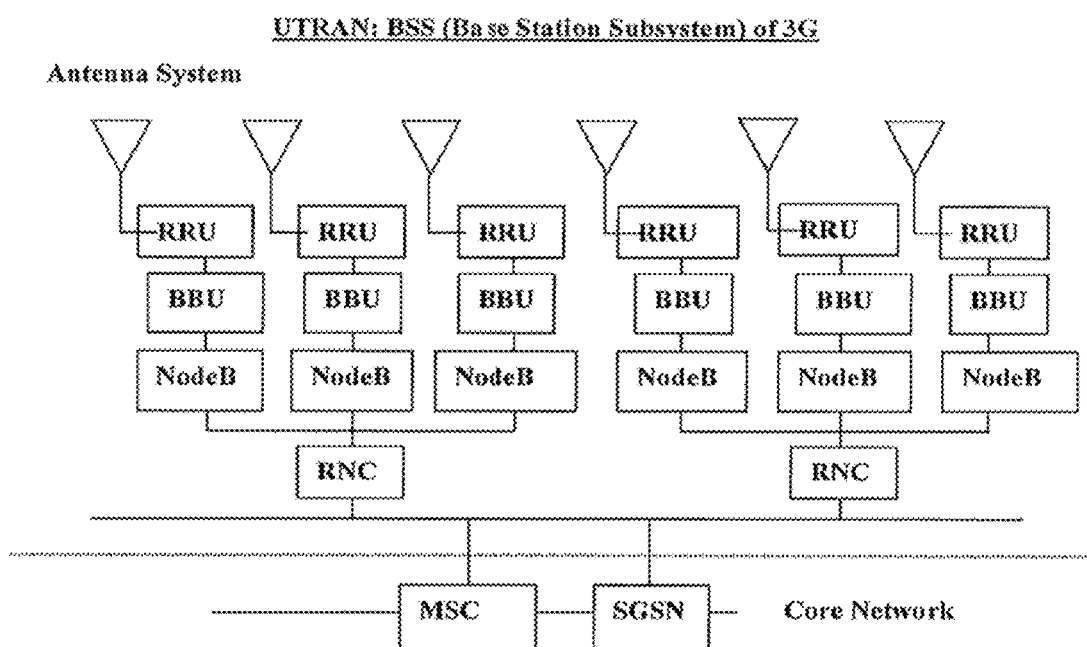 UTRAN: BSS (Base Station Subsystem) of 3G
Antenna System
RRU RRU RRU RRU RRU RRU
BBU BBU BBU BBU BBU BBU
NodeB NodeB NodeB NodeB NodeB NodeB
RNC RNC
MSC SGSN Core Network